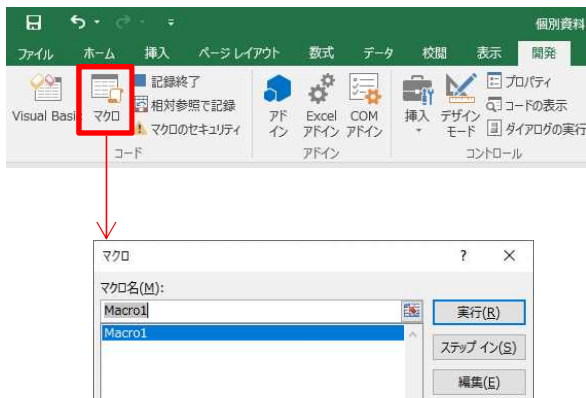 個別資料
ファイル ホーム 挿入 ページ レイアウト 数式 データ 校閲 表示 開発
Visual Basic マクロ 記録終了 相対参照で記録 マクロのセキュリティ
アドイン Excel アドイン COM アドイン
挿入 デザイン モード プロパティ コードの表示 ダイアログの実行
コード アドイン コントロール
マクロ ? ×
マクロ名(M):
Macro1 実行(R)
Macro1
ステップ イン(S)
編集(E)